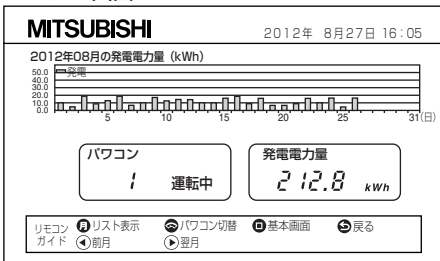 MITSUBISHI 2012年 8月27日 16:05
2012年08月の発電電力量（kWh）
発電
50.0
40.0
30.0
20.0
10.0
0.0
5 10 15 20 25 31(日)
パワコン 発電電力量
1 運転中 212.8 kWh
リモコン リスト表示 パワコン切替 基本画面 戻る
ガイド 前月 翌月